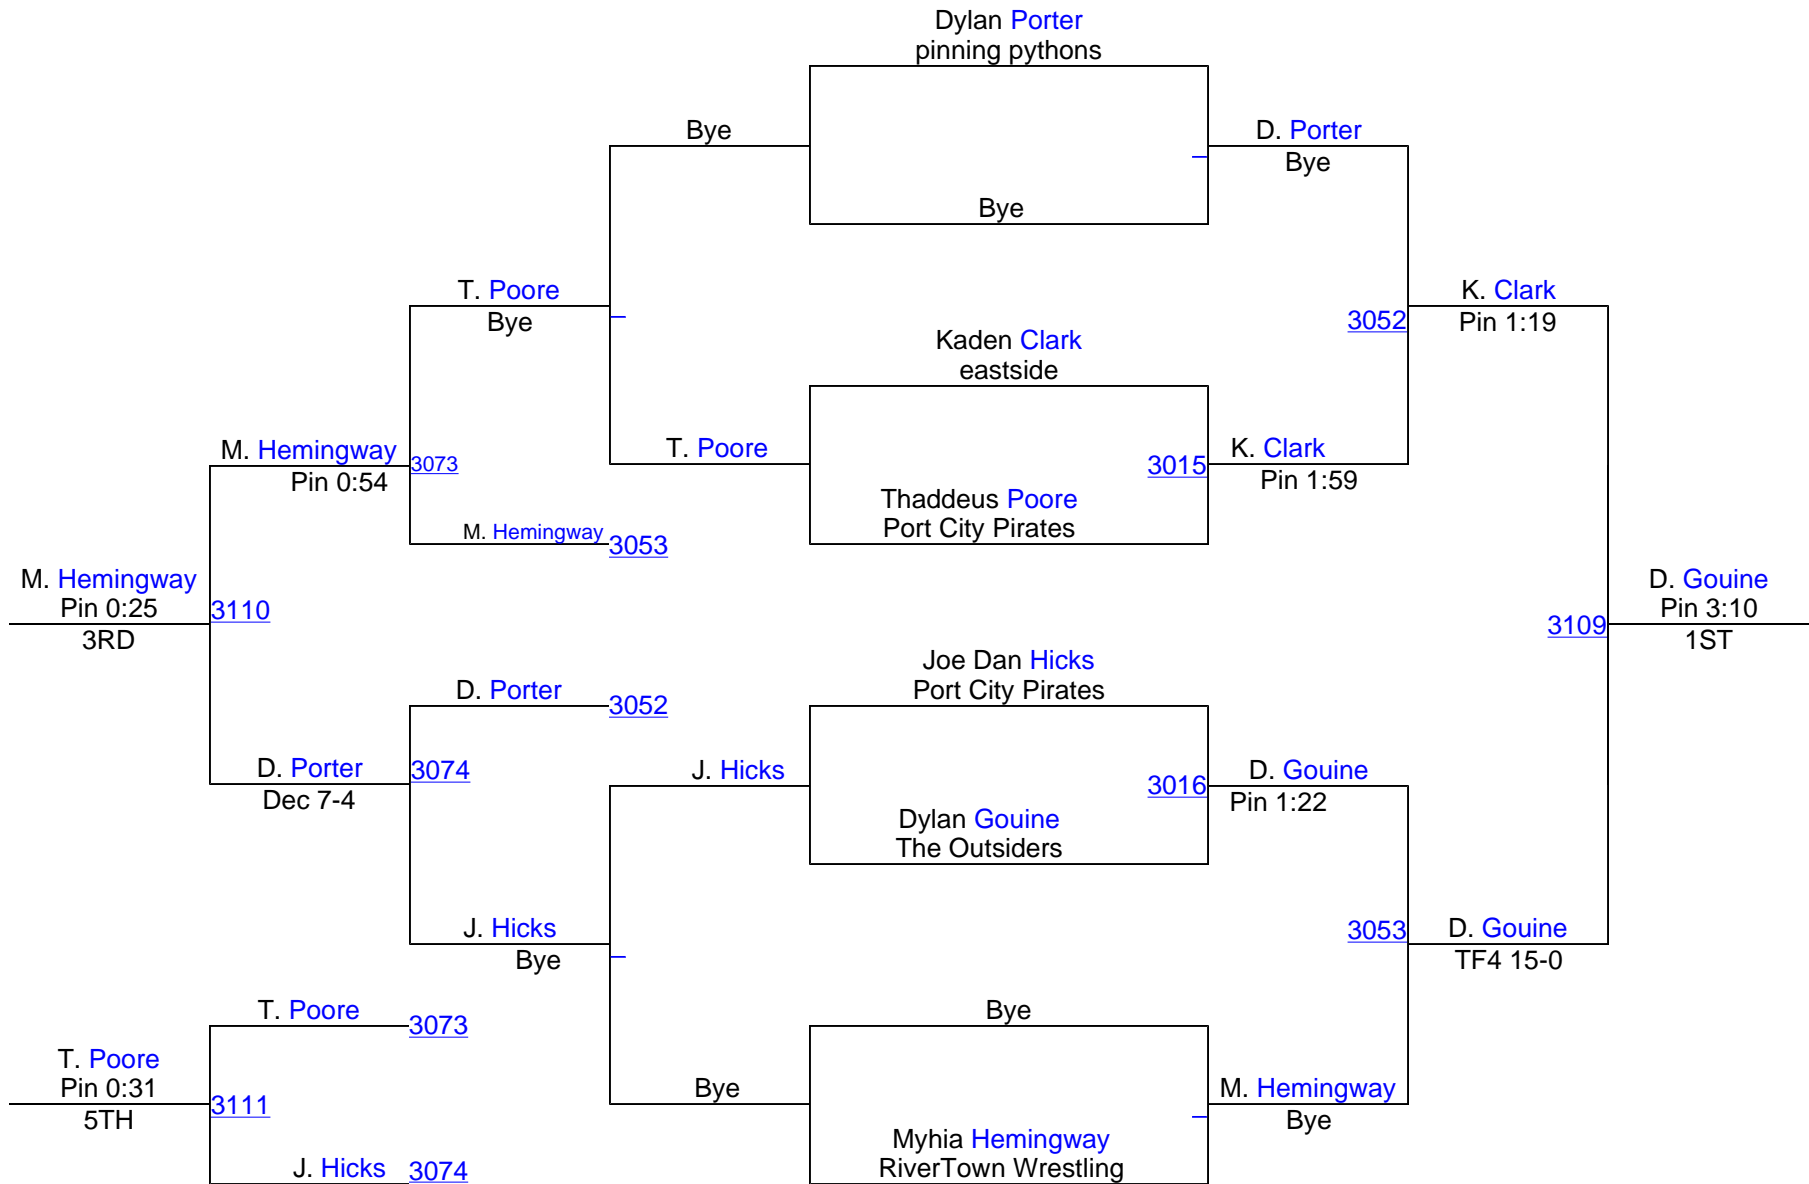 Dylan Porter
pinning pythons
Bye
D. Porter
Bye
Bye
T. Poore
Bye
K. Clark
3052
Pin 1:19
Kaden Clark
eastside
M. Hemingway
3073
Pin 0:54
T. Poore
3015
K. Clark
Pin 1:59
Thaddeus Poore
Port City Pirates
M. Hemingway
3053
M. Hemingway
Pin 0:25
3110
3RD
D. Gouine
Pin 3:10
3109
1ST
Joe Dan Hicks
Port City Pirates
D. Porter
3052
D. Porter
3074
Dec 7-4
J. Hicks
3016
D. Gouine
Pin 1:22
Dylan Gouine
The Outsiders
J. Hicks
Bye
3053
D. Gouine
TF4 15-0
T. Poore
3073
Bye
T. Poore
Pin 0:31
3111
5TH
Bye
M. Hemingway
Bye
Myhia Hemingway
RiverTown Wrestling
J. Hicks
3074